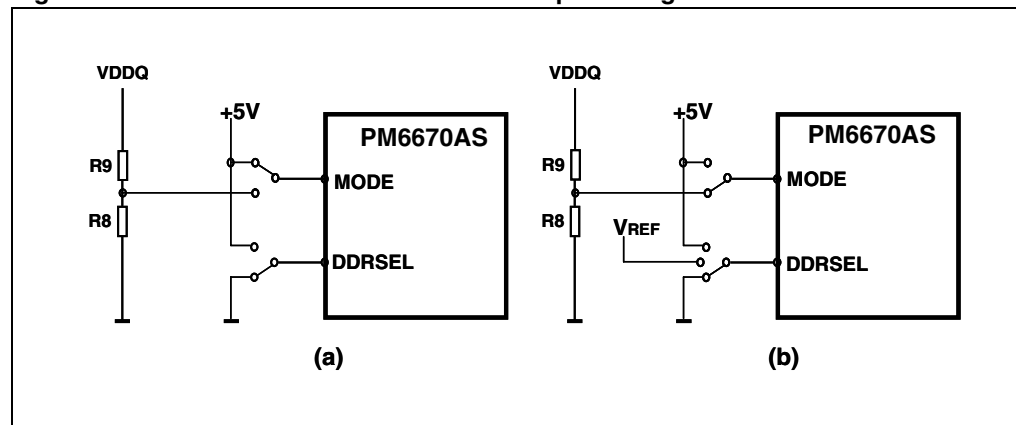 VDDQ
+5V
PM6670AS
R9
MODE
R8
DDRSEL
(a)
VDDQ
+5V
PM6670AS
R9
MODE
R8
VREF
DDRSEL
(b)